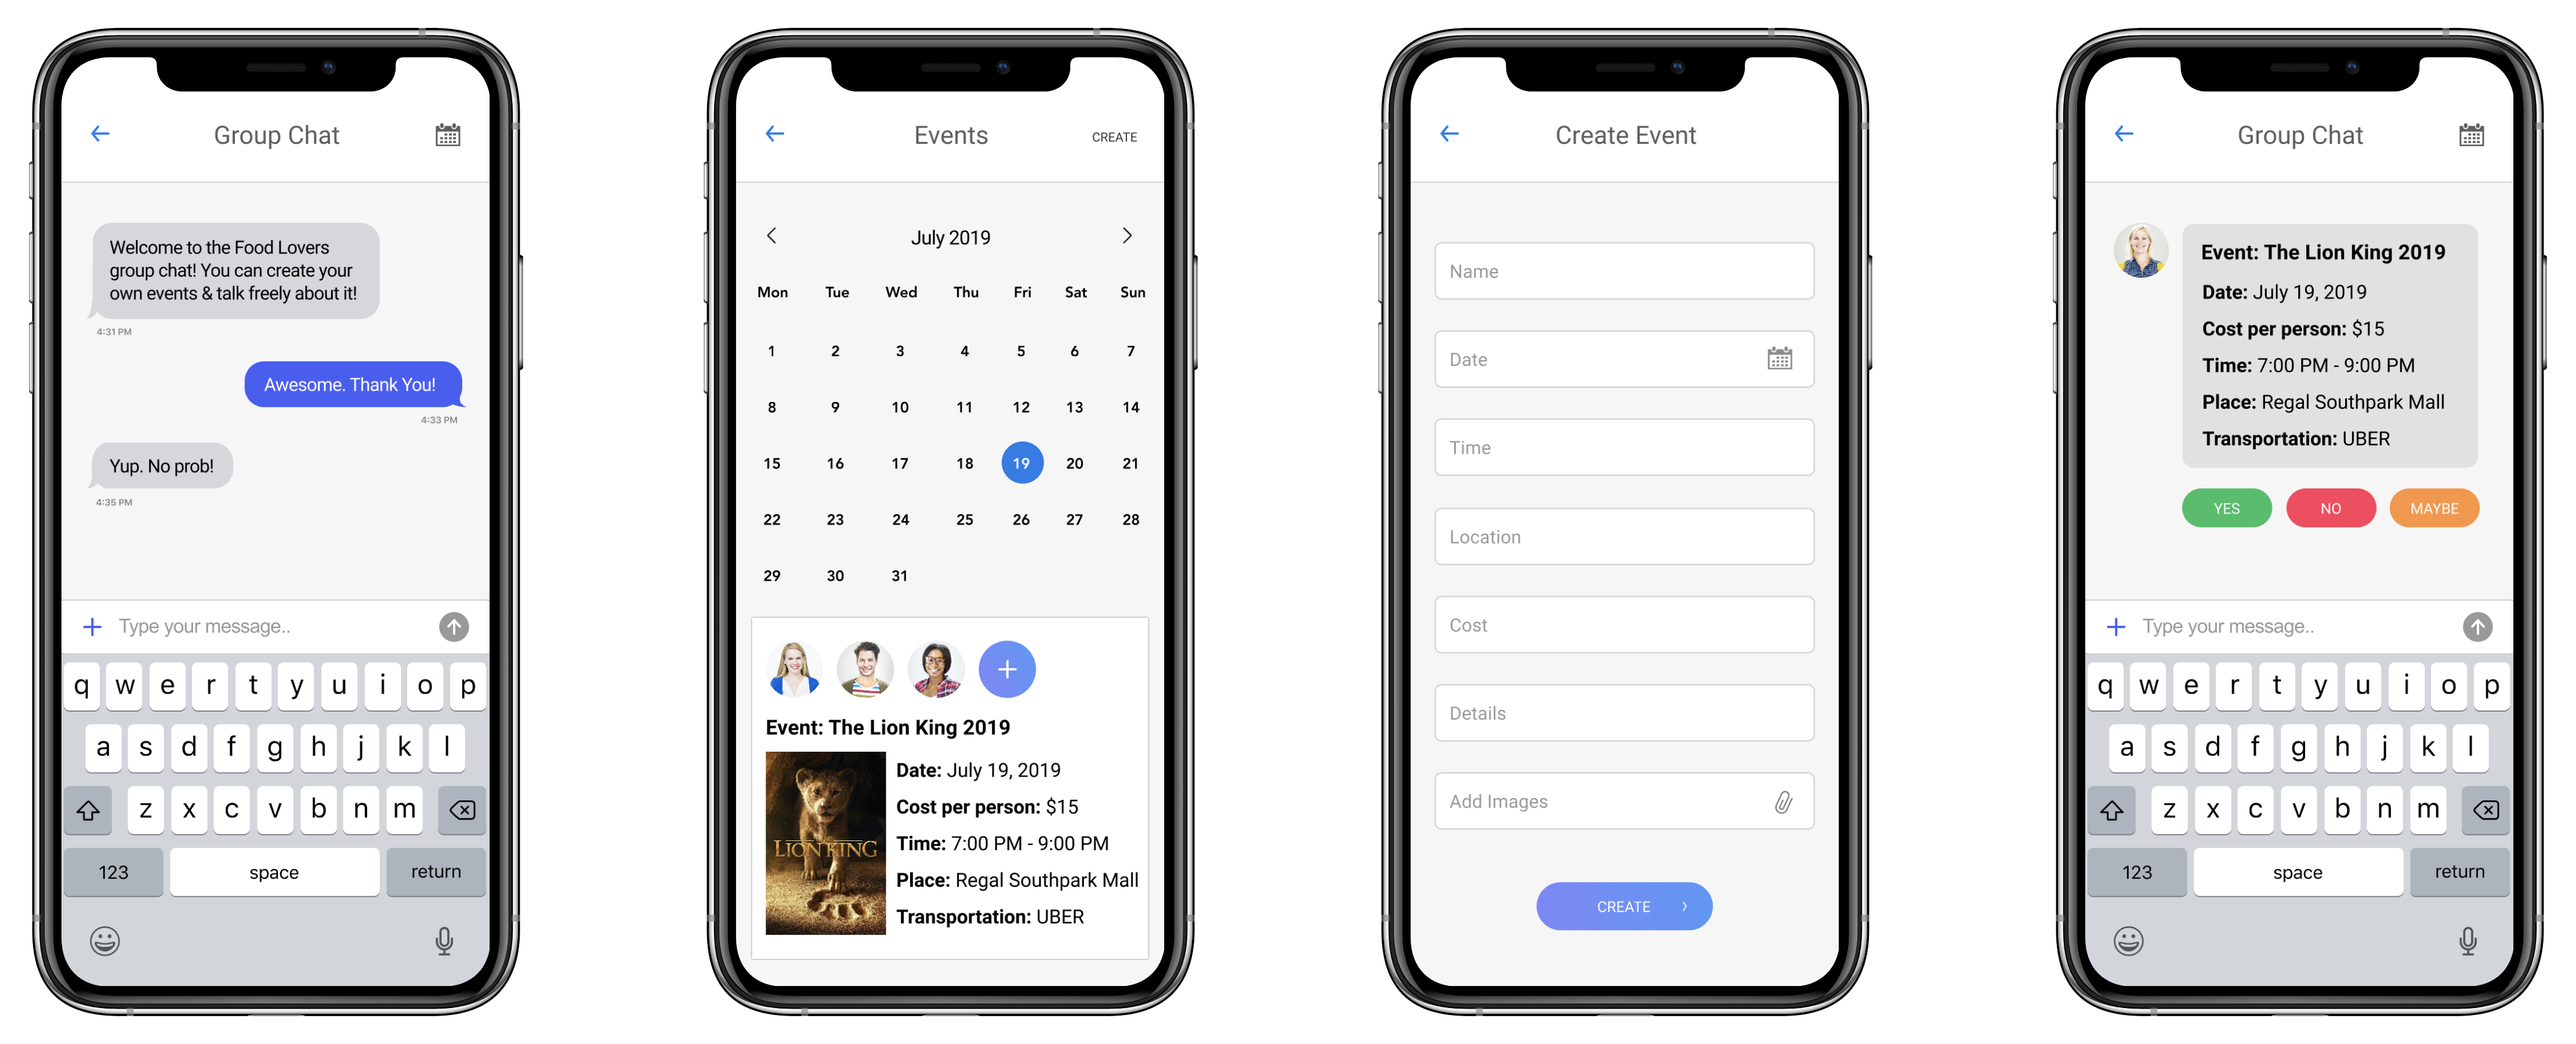 Group Chat
Welcome to the Food Lovers
group chat! You can create your
own events & talk freely about it!
4:31 PM
Awesome. Thank You!
4:33 PM
Yup. No prob!
4:35 PM
Type your message..
q w e r t y u i o p
a s d f g h j k l
z x c v b n m
123 space return
Events CREATE
July 2019
Mon Tue Wed Thu Fri Sat Sun
1 2 3 4 5 6 7
8 9 10 11 12 13 14
15 16 17 18 19 20 21
22 23 24 25 26 27 28
29 30 31
Event: The Lion King 2019
LION KING
Date: July 19, 2019
Cost per person: $15
Time: 7:00 PM - 9:00 PM
Place: Regal Southpark Mall
Transportation: UBER
Create Event
Name
Date
Time
Location
Cost
Details
Add Images
CREATE
Group Chat
Event: The Lion King 2019
Date: July 19, 2019
Cost per person: $15
Time: 7:00 PM - 9:00 PM
Place: Regal Southpark Mall
Transportation: UBER
YES NO MAYBE
Type your message..
q w e r t y u i o p
a s d f g h j k l
z x c v b n m
123 space return